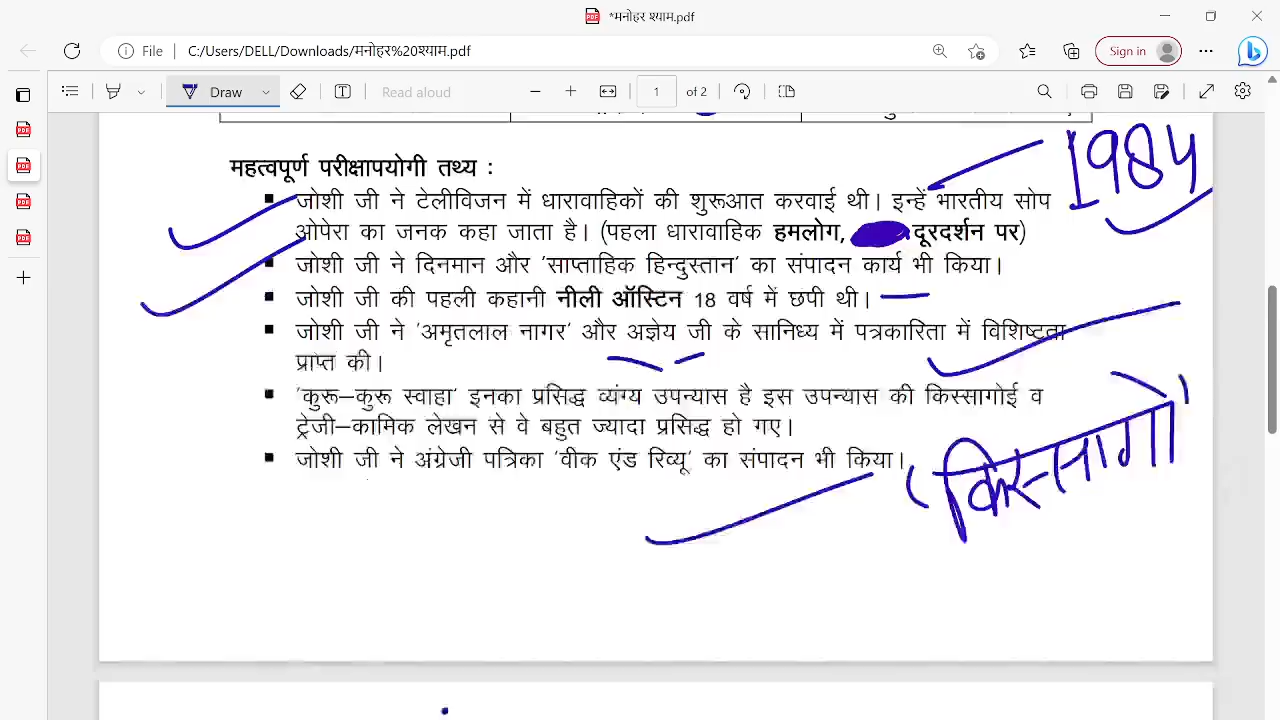 *मनोहर श्याम.pdf
File C:/Users/DELL/Downloads/मनोहर%20श्याम.pdf Sign in
Draw Read aloud 1 of 2
महत्वपूर्ण परीक्षापयोगी तथ्य :
1984
जोशी जी ने टेलीविजन में धारावाहिकों की शुरूआत करवाई थी। इन्हें भारतीय सोप
ओपेरा का जनक कहा जाता है। (पहला धारावाहिक हमलोग, दूरदर्शन पर)
जोशी जी ने दिनमान और 'साप्ताहिक हिन्दुस्तान' का संपादन कार्य भी किया।
जोशी जी की पहली कहानी नीली ऑस्टिन 18 वर्ष में छपी थी।
जोशी जी ने 'अमृतलाल नागर' और अज्ञेय जी के सानिध्य में पत्रकारिता में विशिष्टता
प्राप्त की।
'कुरू–कुरू स्वाहा' इनका प्रसिद्ध व्यंग्य उपन्यास है इस उपन्यास की किस्सागोई व
ट्रेजी–कामिक लेखन से वे बहुत ज्यादा प्रसिद्ध हो गए।
जोशी जी ने अंग्रेजी पत्रिका 'वीक एंड रिव्यू' का संपादन भी किया।
'किस्सागो'